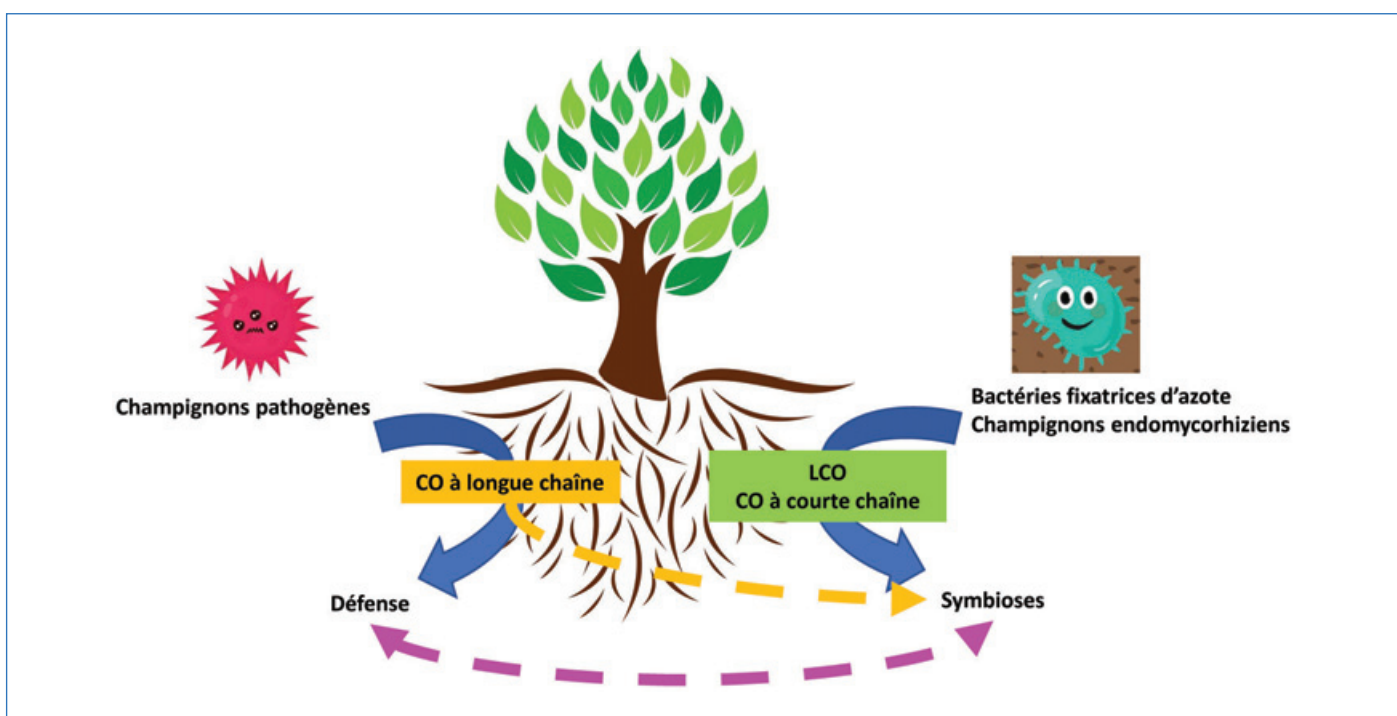 Champignons pathogènes
Bactéries fixatrices d'azote
Champignons endomycorhiziens
CO à longue chaîne
LCO
CO à courte chaîne
Défense
Symbioses